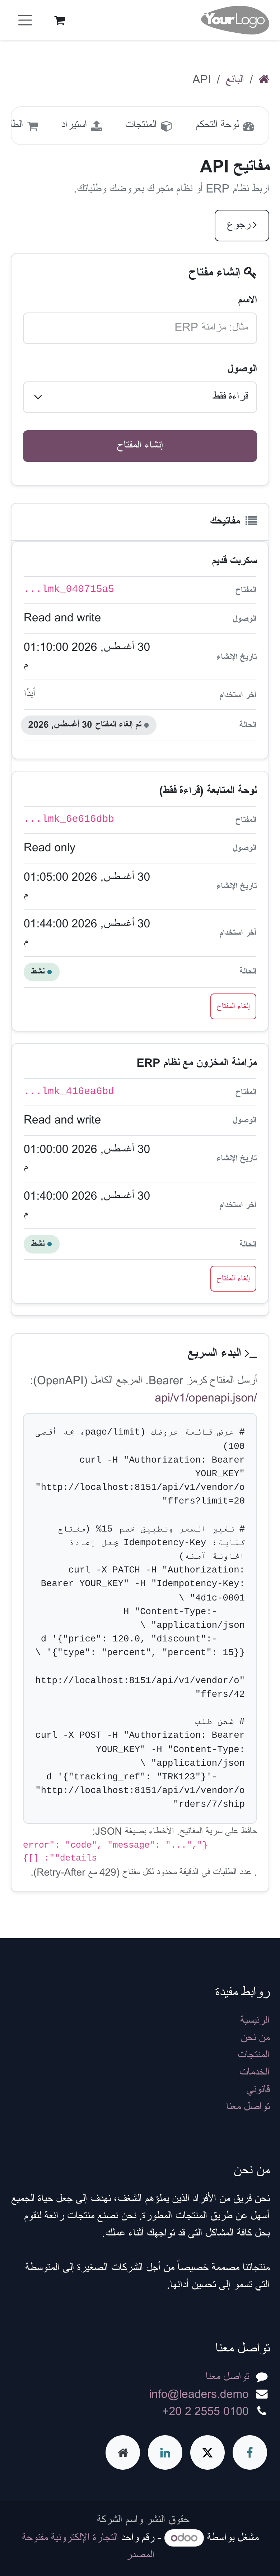 YourLogo
/ البائع / API
لوحة التحكم المنتجات استيراد
مفاتيح API
اربط نظام ERP أو نظام متجرك بعروضك وطلباتك.
رجوع
إنشاء مفتاح
الاسم
مثال: مزامنة ERP
الوصول
قراءة فقط
إنشاء المفتاح
مفاتيحك
سكربت قديم
المفتاح lmk_040715a5...
الوصول Read and write
تاريخ الإنشاء 30 أغسطس, 2026 01:10:00
م
آخر استخدام أبدًا
الحالة تم إلغاء المفتاح 30 أغسطس, 2026
لوحة المتابعة (قراءة فقط)
المفتاح lmk_6e616dbb...
الوصول Read only
تاريخ الإنشاء 30 أغسطس, 2026 01:05:00
م
آخر استخدام 30 أغسطس, 2026 01:44:00
م
الحالة نشط
إلغاء المفتاح
مزامنة المخزون مع نظام ERP
المفتاح lmk_416ea6bd...
الوصول Read and write
تاريخ الإنشاء 30 أغسطس, 2026 01:00:00
م
آخر استخدام 30 أغسطس, 2026 01:40:00
م
الحالة نشط
إلغاء المفتاح
البدء السريع
أرسل المفتاح كرمز Bearer. المرجع الكامل (OpenAPI):
/api/v1/openapi.json
# عرض قائمة عروضك (page/limit، بحد أقصى
100)
curl -H "Authorization: Bearer
YOUR_KEY"
"http://localhost:8151/api/v1/vendor/o
ffers?limit=20"
# تغيير السعر وتطبيق خصم 15% (مفتاح
كتابة؛ Idempotency-Key يجعل إعادة
المحاولة آمنة)
curl -X PATCH -H "Authorization:
Bearer YOUR_KEY" -H "Idempotency-Key:
4d1c-0001" \
-H "Content-Type:
application/json" \
-d '{"price": 120.0, "discount":
{"type": "percent", "percent": 15}}' \
"http://localhost:8151/api/v1/vendor/o
ffers/42"
# شحن طلب
curl -X POST -H "Authorization: Bearer
YOUR_KEY" -H "Content-Type:
application/json" \
-d '{"tracking_ref": "TRK123"}'
"http://localhost:8151/api/v1/vendor/o
rders/7/ship"
حافظ على سرية المفاتيح. الأخطاء بصيغة JSON:
{"error": "code", "message": "...",
"details": []}
. عدد الطلبات في الدقيقة محدود لكل مفتاح (429 مع Retry-After).
روابط مفيدة
الرئيسية
من نحن
المنتجات
الخدمات
قانوني
تواصل معنا
من نحن
نحن فريق من الأفراد الذين يملؤهم الشغف، نهدف إلى جعل حياة الجميع
أسهل عن طريق المنتجات المطورة. نحن نصنع منتجات رائعة لنقوم
بحل كافة المشاكل التي قد تواجهك أثناء عملك.
منتجاتنا مصممة خصيصاً من أجل الشركات الصغيرة إلى المتوسطة
التي تسمو إلى تحسين أدائها.
تواصل معنا
تواصل معنا
info@leaders.demo
+20 2 2555 0100
حقوق النشر واسم الشركة
مشغل بواسطة odoo - رقم واحد التجارة الإلكترونية مفتوحة
المصدر